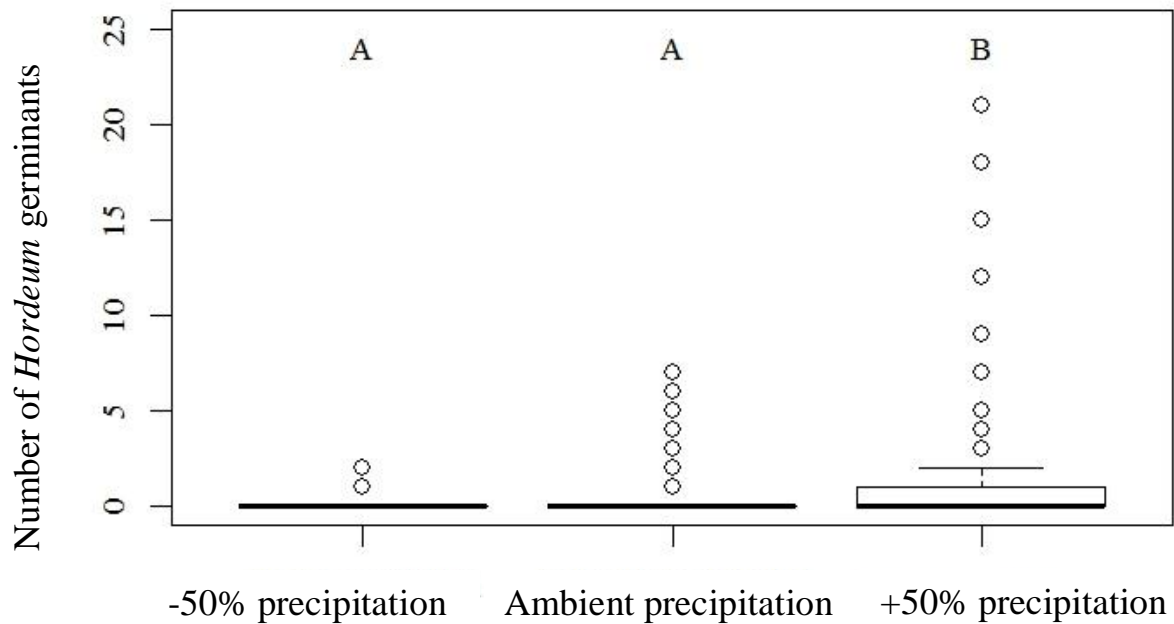 Number of Hordeum germinants
25
20
15
10
5
0
A A B
-50% precipitation Ambient precipitation +50% precipitation